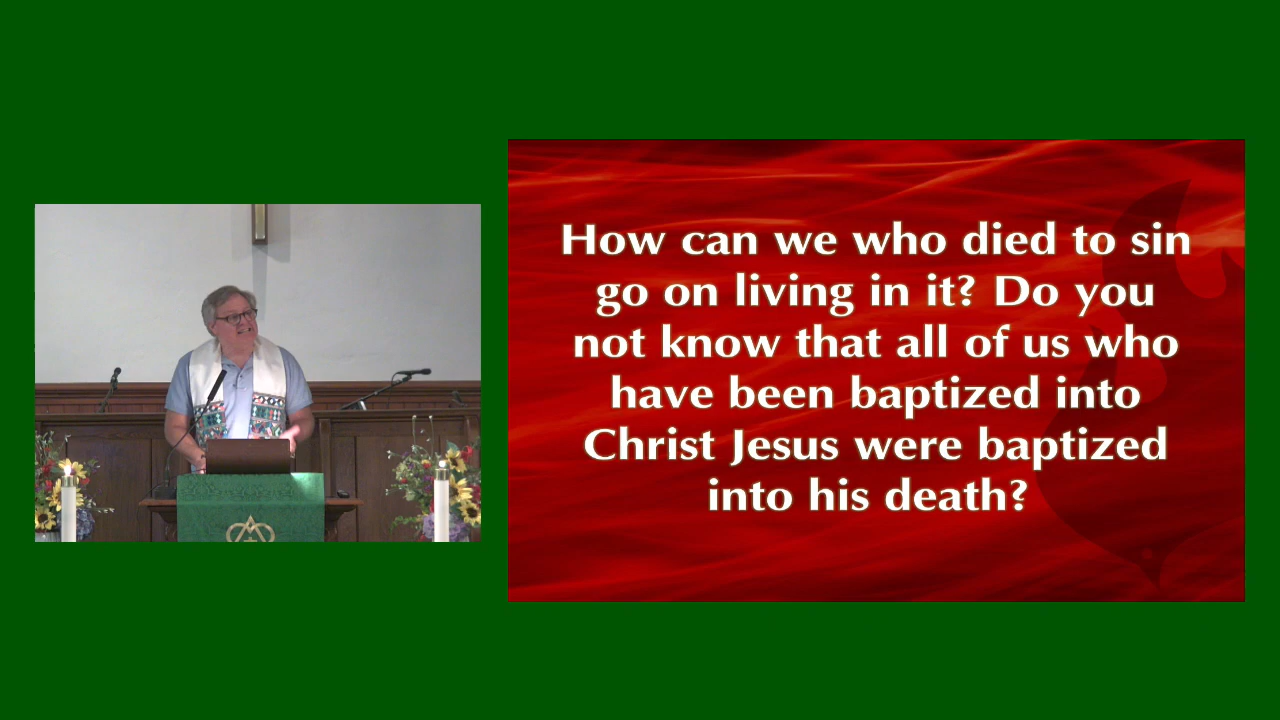 How can we who died to sin
go on living in it? Do you
not know that all of us who
have been baptized into
Christ Jesus were baptized
into his death?